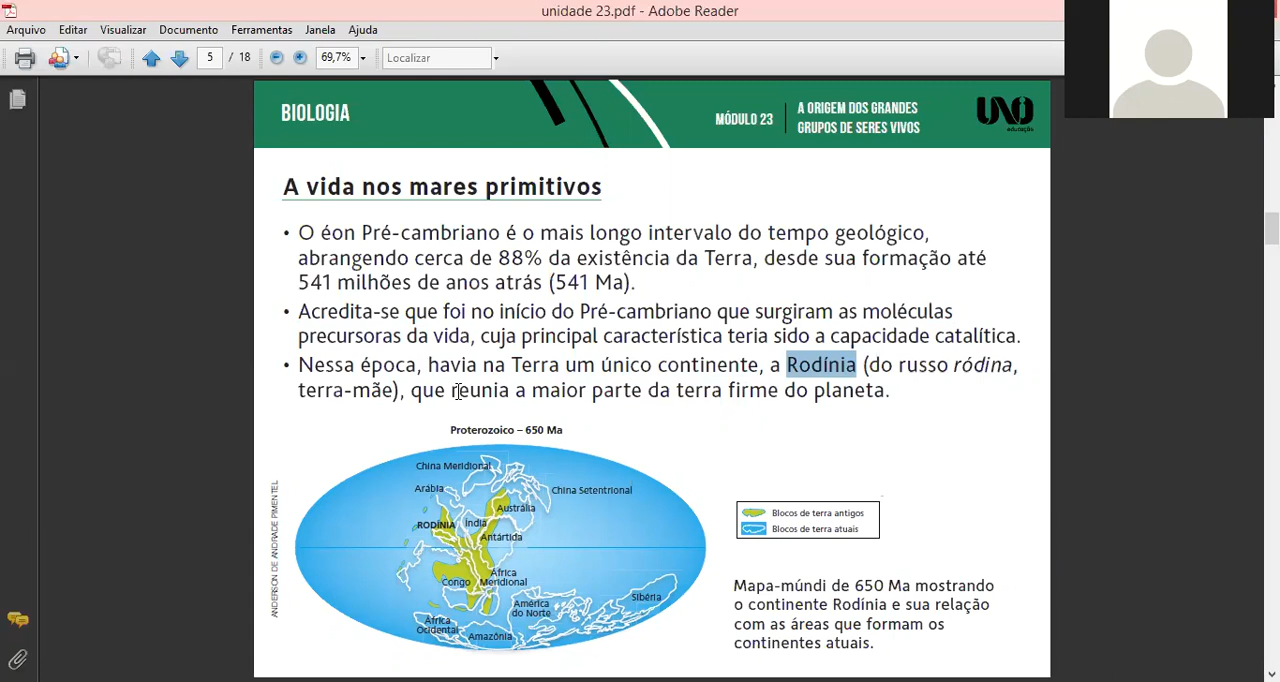 unidade 23.pdf - Adobe Reader
Arquivo Editar Visualizar Documento Ferramentas Janela Ajuda
5 / 18 69,7% Localizar
BIOLOGIA
MÓDULO 23
A ORIGEM DOS GRANDES
GRUPOS DE SERES VIVOS
UNOi
educação
A vida nos mares primitivos
• O éon Pré-cambriano é o mais longo intervalo do tempo geológico,
abrangendo cerca de 88% da existência da Terra, desde sua formação até
541 milhões de anos atrás (541 Ma).
• Acredita-se que foi no início do Pré-cambriano que surgiram as moléculas
precursoras da vida, cuja principal característica teria sido a capacidade catalítica.
• Nessa época, havia na Terra um único continente, a Rodínia (do russo ródina,
terra-mãe), que reunia a maior parte da terra firme do planeta.
Proterozoico – 650 Ma
China Meridional
Arábia
China Setentrional
Austrália
RODÍNIA
Índia
Antártida
Congo
África
Meridional
Sibéria
América
do Norte
África
Ocidental
Amazônia
ANDERSON DE ANDRADE PIMENTEL
Blocos de terra antigos
Blocos de terra atuais
Mapa-múndi de 650 Ma mostrando
o continente Rodínia e sua relação
com as áreas que formam os
continentes atuais.